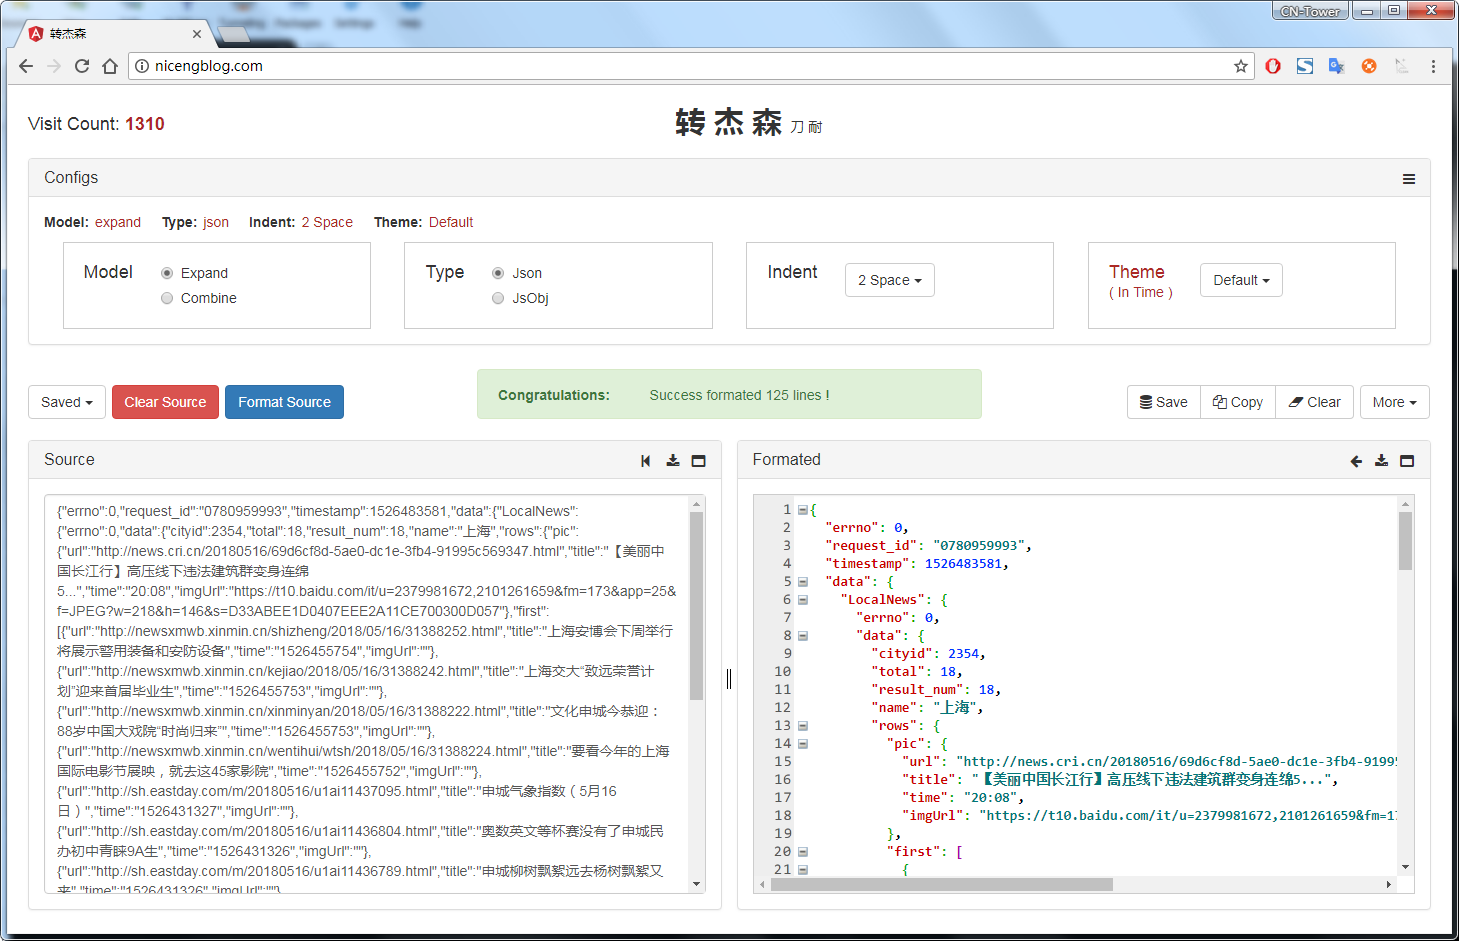 CN-Tower
转杰森
nicengblog.com
Visit Count: 1310
转 杰 森 刀 耐
Configs
Model: expand Type: json Indent: 2 Space Theme: Default
Model
Expand
Combine
Type
Json
JsObj
Indent
2 Space
Theme
( In Time )
Default
Saved
Clear Source
Format Source
Congratulations: Success formated 125 lines !
Save
Copy
Clear
More
Source
{"errno":0,"request_id":"0780959993","timestamp":1526483581,"data":{"LocalNews":
{"errno":0,"data":{"cityid":2354,"total":18,"result_num":18,"name":"上海","rows":{"pic":
{"url":"http://news.cri.cn/20180516/69d6cf8d-5ae0-dc1e-3fb4-91995c569347.html","title":"【美丽中
国长江行】高压线下违法建筑群变身连绵
5...","time":"20:08","imgUrl":"https://t10.baidu.com/it/u=2379981672,2101261659&fm=173&app=25&
f=JPEG?w=218&h=146&s=D33ABEE1D0407EEE2A11CE700300D057"},"first":
[{"url":"http://newsxmwb.xinmin.cn/shizheng/2018/05/16/31388252.html","title":"上海安博会下周举行
将展示警用装备和安防设备","time":"1526455754","imgUrl":""},
{"url":"http://newsxmwb.xinmin.cn/kejiao/2018/05/16/31388242.html","title":"上海交大“致远荣誉计
划”迎来首届毕业生","time":"1526455753","imgUrl":""},
{"url":"http://newsxmwb.xinmin.cn/xinminyan/2018/05/16/31388222.html","title":"文化申城今恭迎：
88岁中国大戏院“时尚归来”","time":"1526455753","imgUrl":""},
{"url":"http://newsxmwb.xinmin.cn/wentihui/wtsh/2018/05/16/31388224.html","title":"要看今年的上海
国际电影节展映，就去这45家影院","time":"1526455752","imgUrl":""},
{"url":"http://sh.eastday.com/m/20180516/u1ai11437095.html","title":"申城气象指数（5月16
日）","time":"1526431327","imgUrl":""},
{"url":"http://sh.eastday.com/m/20180516/u1ai11436804.html","title":"奥数英文等杯赛没有了申城民
办初中青睐9A生","time":"1526431326","imgUrl":""},
{"url":"http://sh.eastday.com/m/20180516/u1ai11436789.html","title":"申城柳树飘絮远去杨树飘絮又
来","time":"1526431326","imgUrl":""},
Formated
1 {
2 "errno": 0,
3 "request_id": "0780959993",
4 "timestamp": 1526483581,
5 "data": {
6 "LocalNews": {
7 "errno": 0,
8 "data": {
9 "cityid": 2354,
10 "total": 18,
11 "result_num": 18,
12 "name": "上海",
13 "rows": {
14 "pic": {
15 "url": "http://news.cri.cn/20180516/69d6cf8d-5ae0-dc1e-3fb4-9199
16 "title": "【美丽中国长江行】高压线下违法建筑群变身连绵5...",
17 "time": "20:08",
18 "imgUrl": "https://t10.baidu.com/it/u=2379981672,2101261659&fm=1
19 },
20 "first": [
21 {